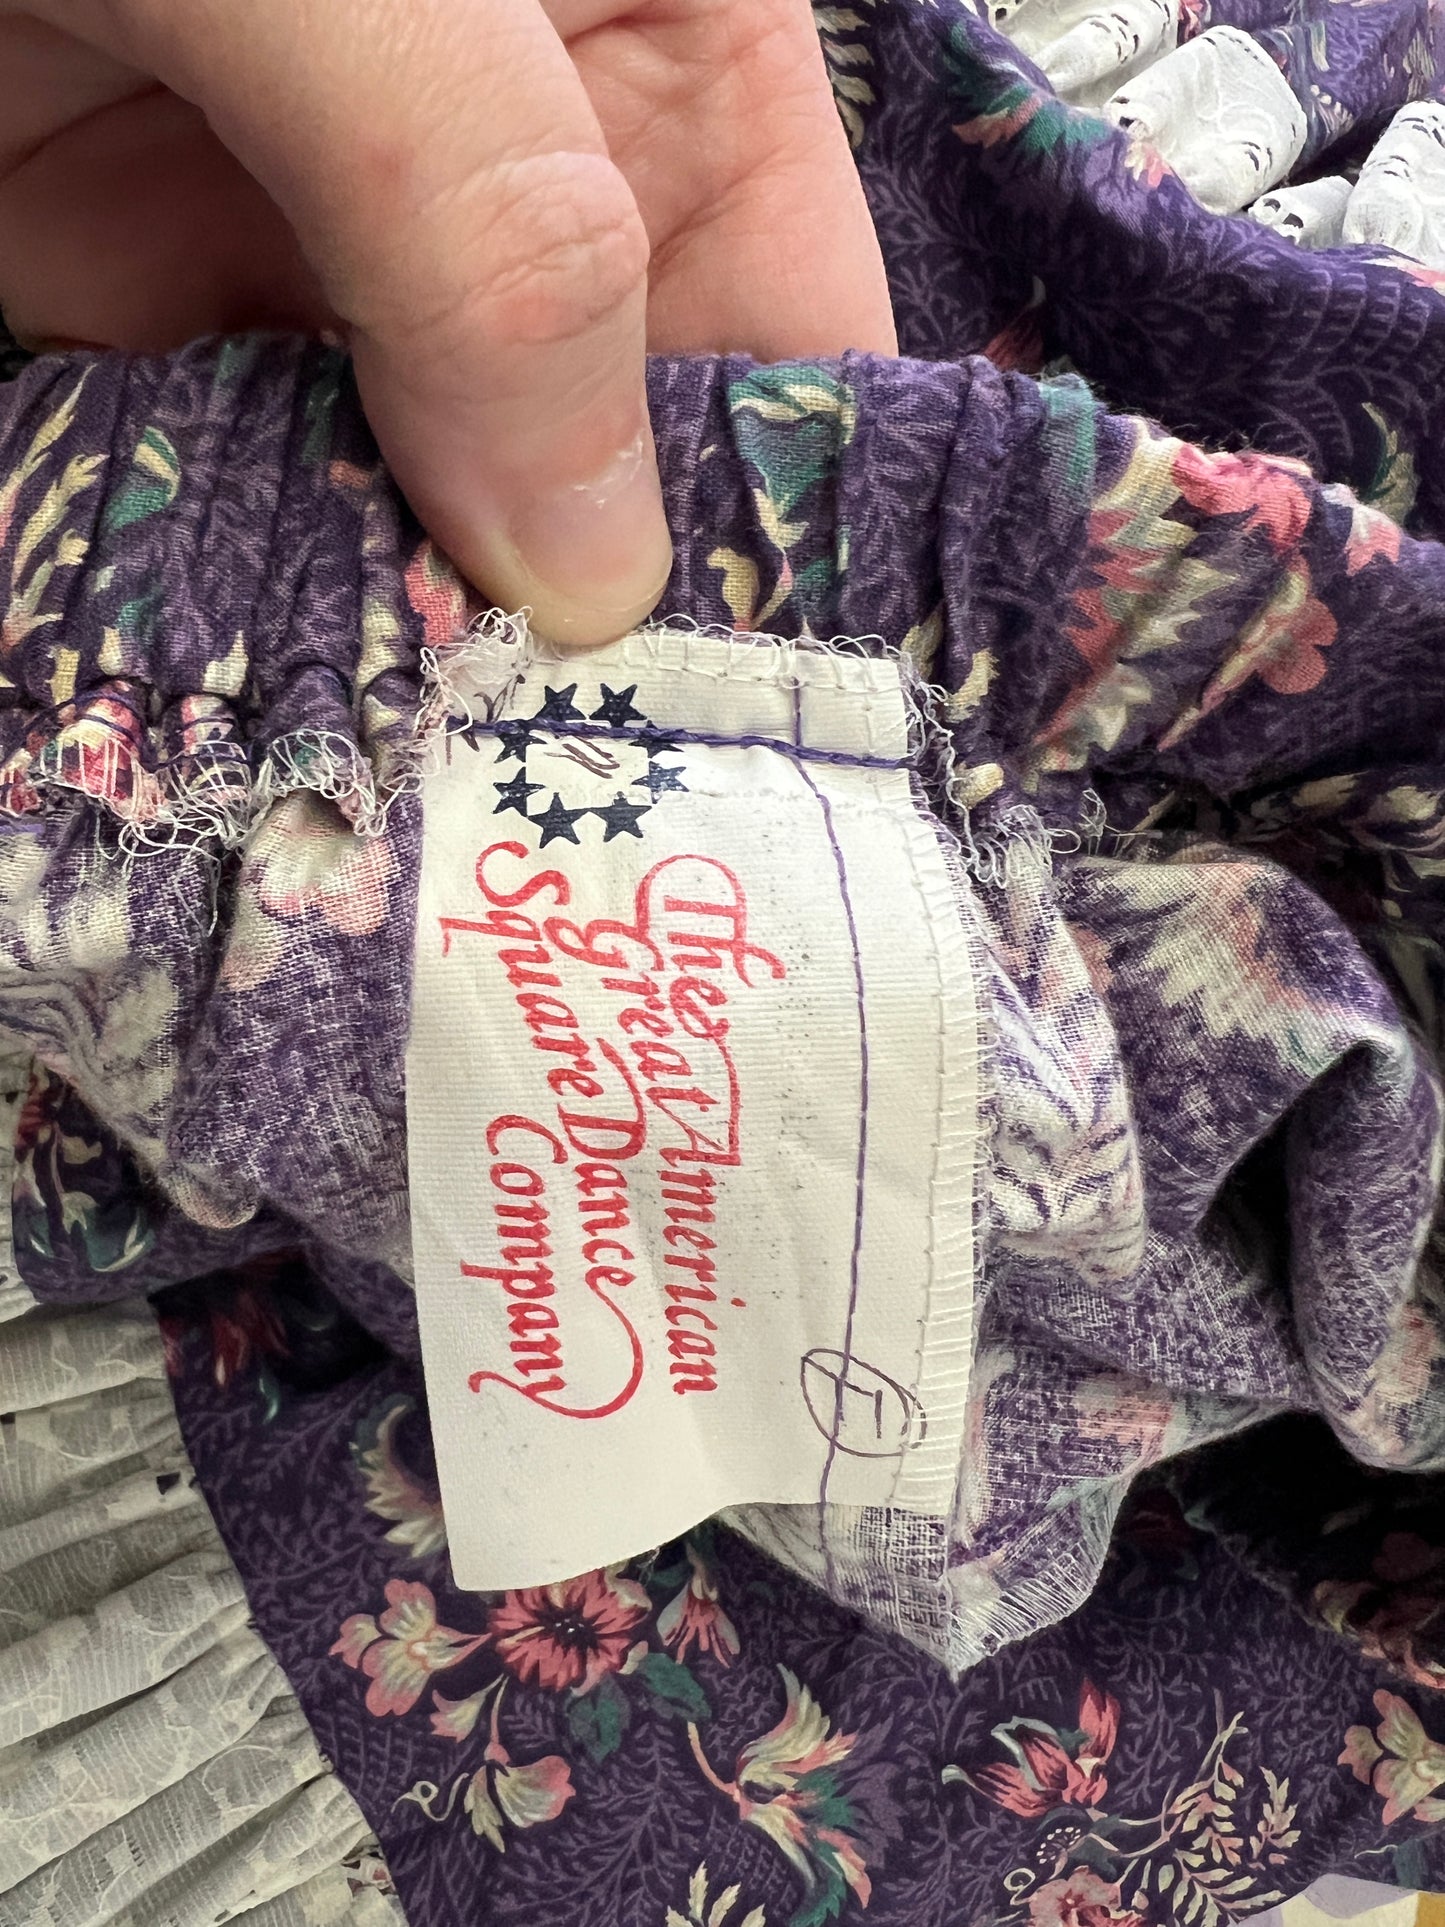 The Great American
Square Dance
Company
L